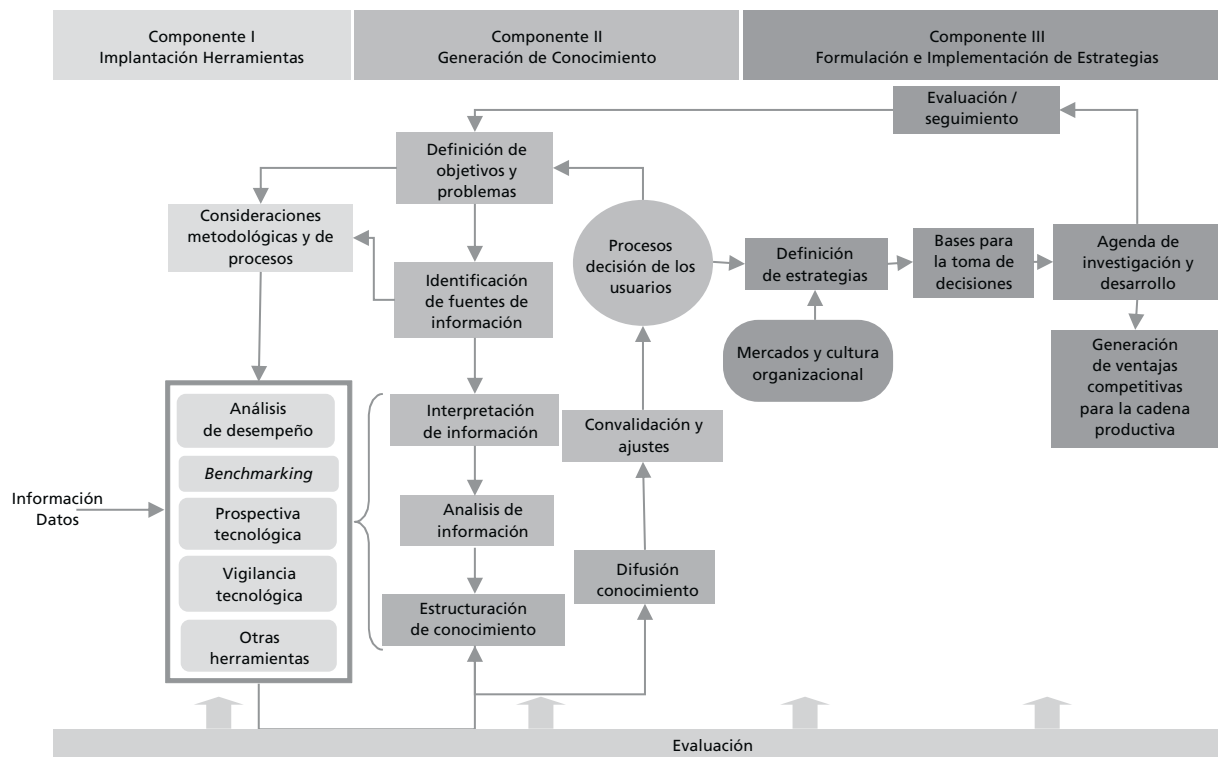 Componente I
Implantación Herramientas
Componente II
Generación de Conocimiento
Componente III
Formulación e Implementación de Estrategias
Evaluación /
seguimiento
Definición de
objetivos y
problemas
Consideraciones
metodológicas y de
procesos
Identificación
de fuentes de
información
Procesos
decisión de los
usuarios
Definición
de estrategias
Bases para
la toma de
decisiones
Agenda de
investigación y
desarrollo
Mercados y cultura
organizacional
Generación
de ventajas
competitivas
para la cadena
productiva
Análisis
de desempeño
Benchmarking
Prospectiva
tecnológica
Vigilancia
tecnológica
Otras
herramientas
Información
Datos
Interpretación
de información
Analisis de
información
Estructuración
de conocimiento
Convalidación y
ajustes
Difusión
conocimiento
Evaluación